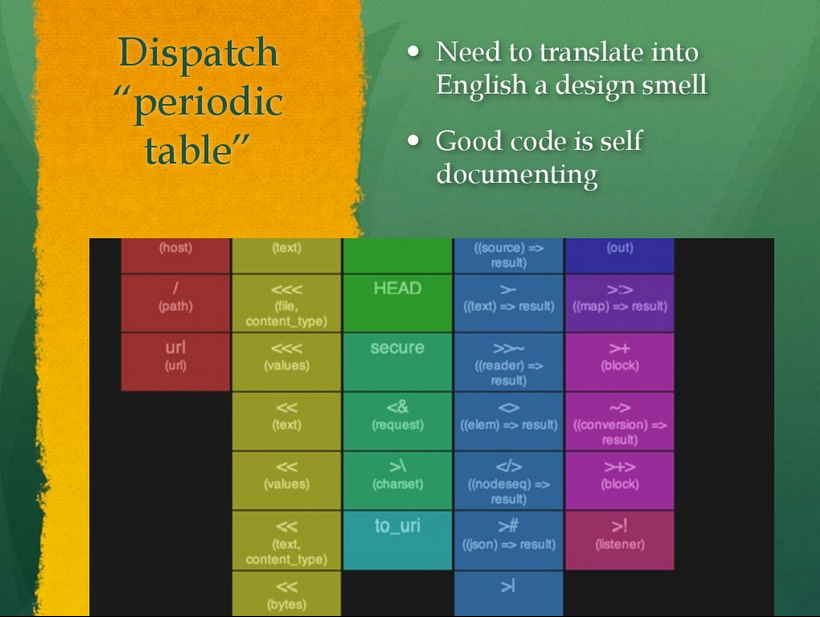 Dispatch
“periodic
table”
• Need to translate into
English a design smell
• Good code is self
documenting
(host)
(text)
((source) =>
result)
(out)
/
(path)
<<<
(file,
content_type)
HEAD
>-
((text) => result)
>:>
((map) => result)
url
(url)
<<<
(values)
secure
>>~
((reader) =>
result)
>+
(block)
<<
(text)
<&
(request)
<>
((elem) => result)
~>
((conversion) =>
result)
<<
(values)
>\
(charset)
</>
((nodeseq) =>
result)
>+>
(block)
<<
(text,
content_type)
to_uri
>#
((json) => result)
>!
(listener)
<<
(bytes)
>|